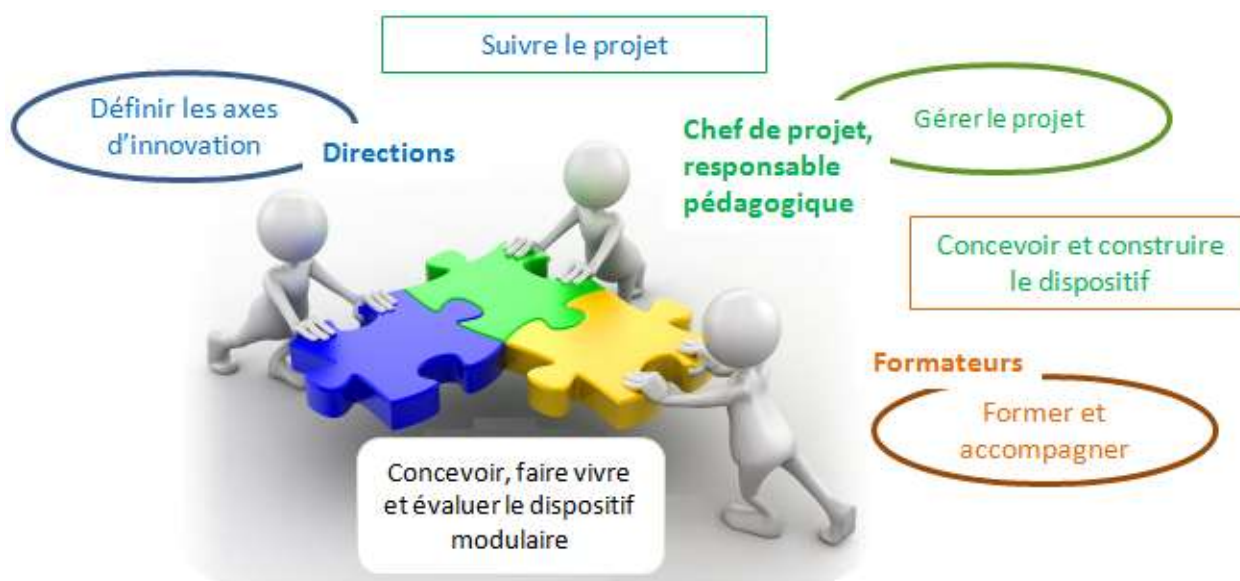 Suivre le projet
Définir les axes
d’innovation
Directions
Chef de projet,
responsable
pédagogique
Gérer le projet
Concevoir et construire
le dispositif
Formateurs
Former et
accompagner
Concevoir, faire vivre
et évaluer le dispositif
modulaire